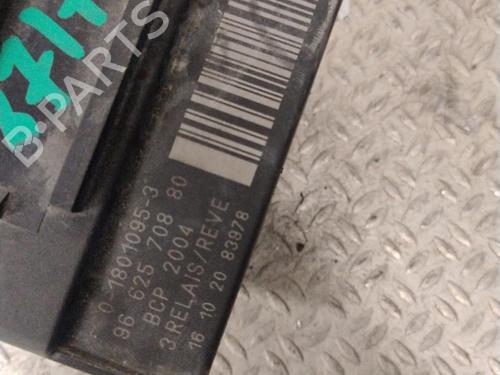 B-PARTS
0-1801095-3
96 625 708 80
BCP 2004
3.RELAIS/REVE
16 10 20 83978